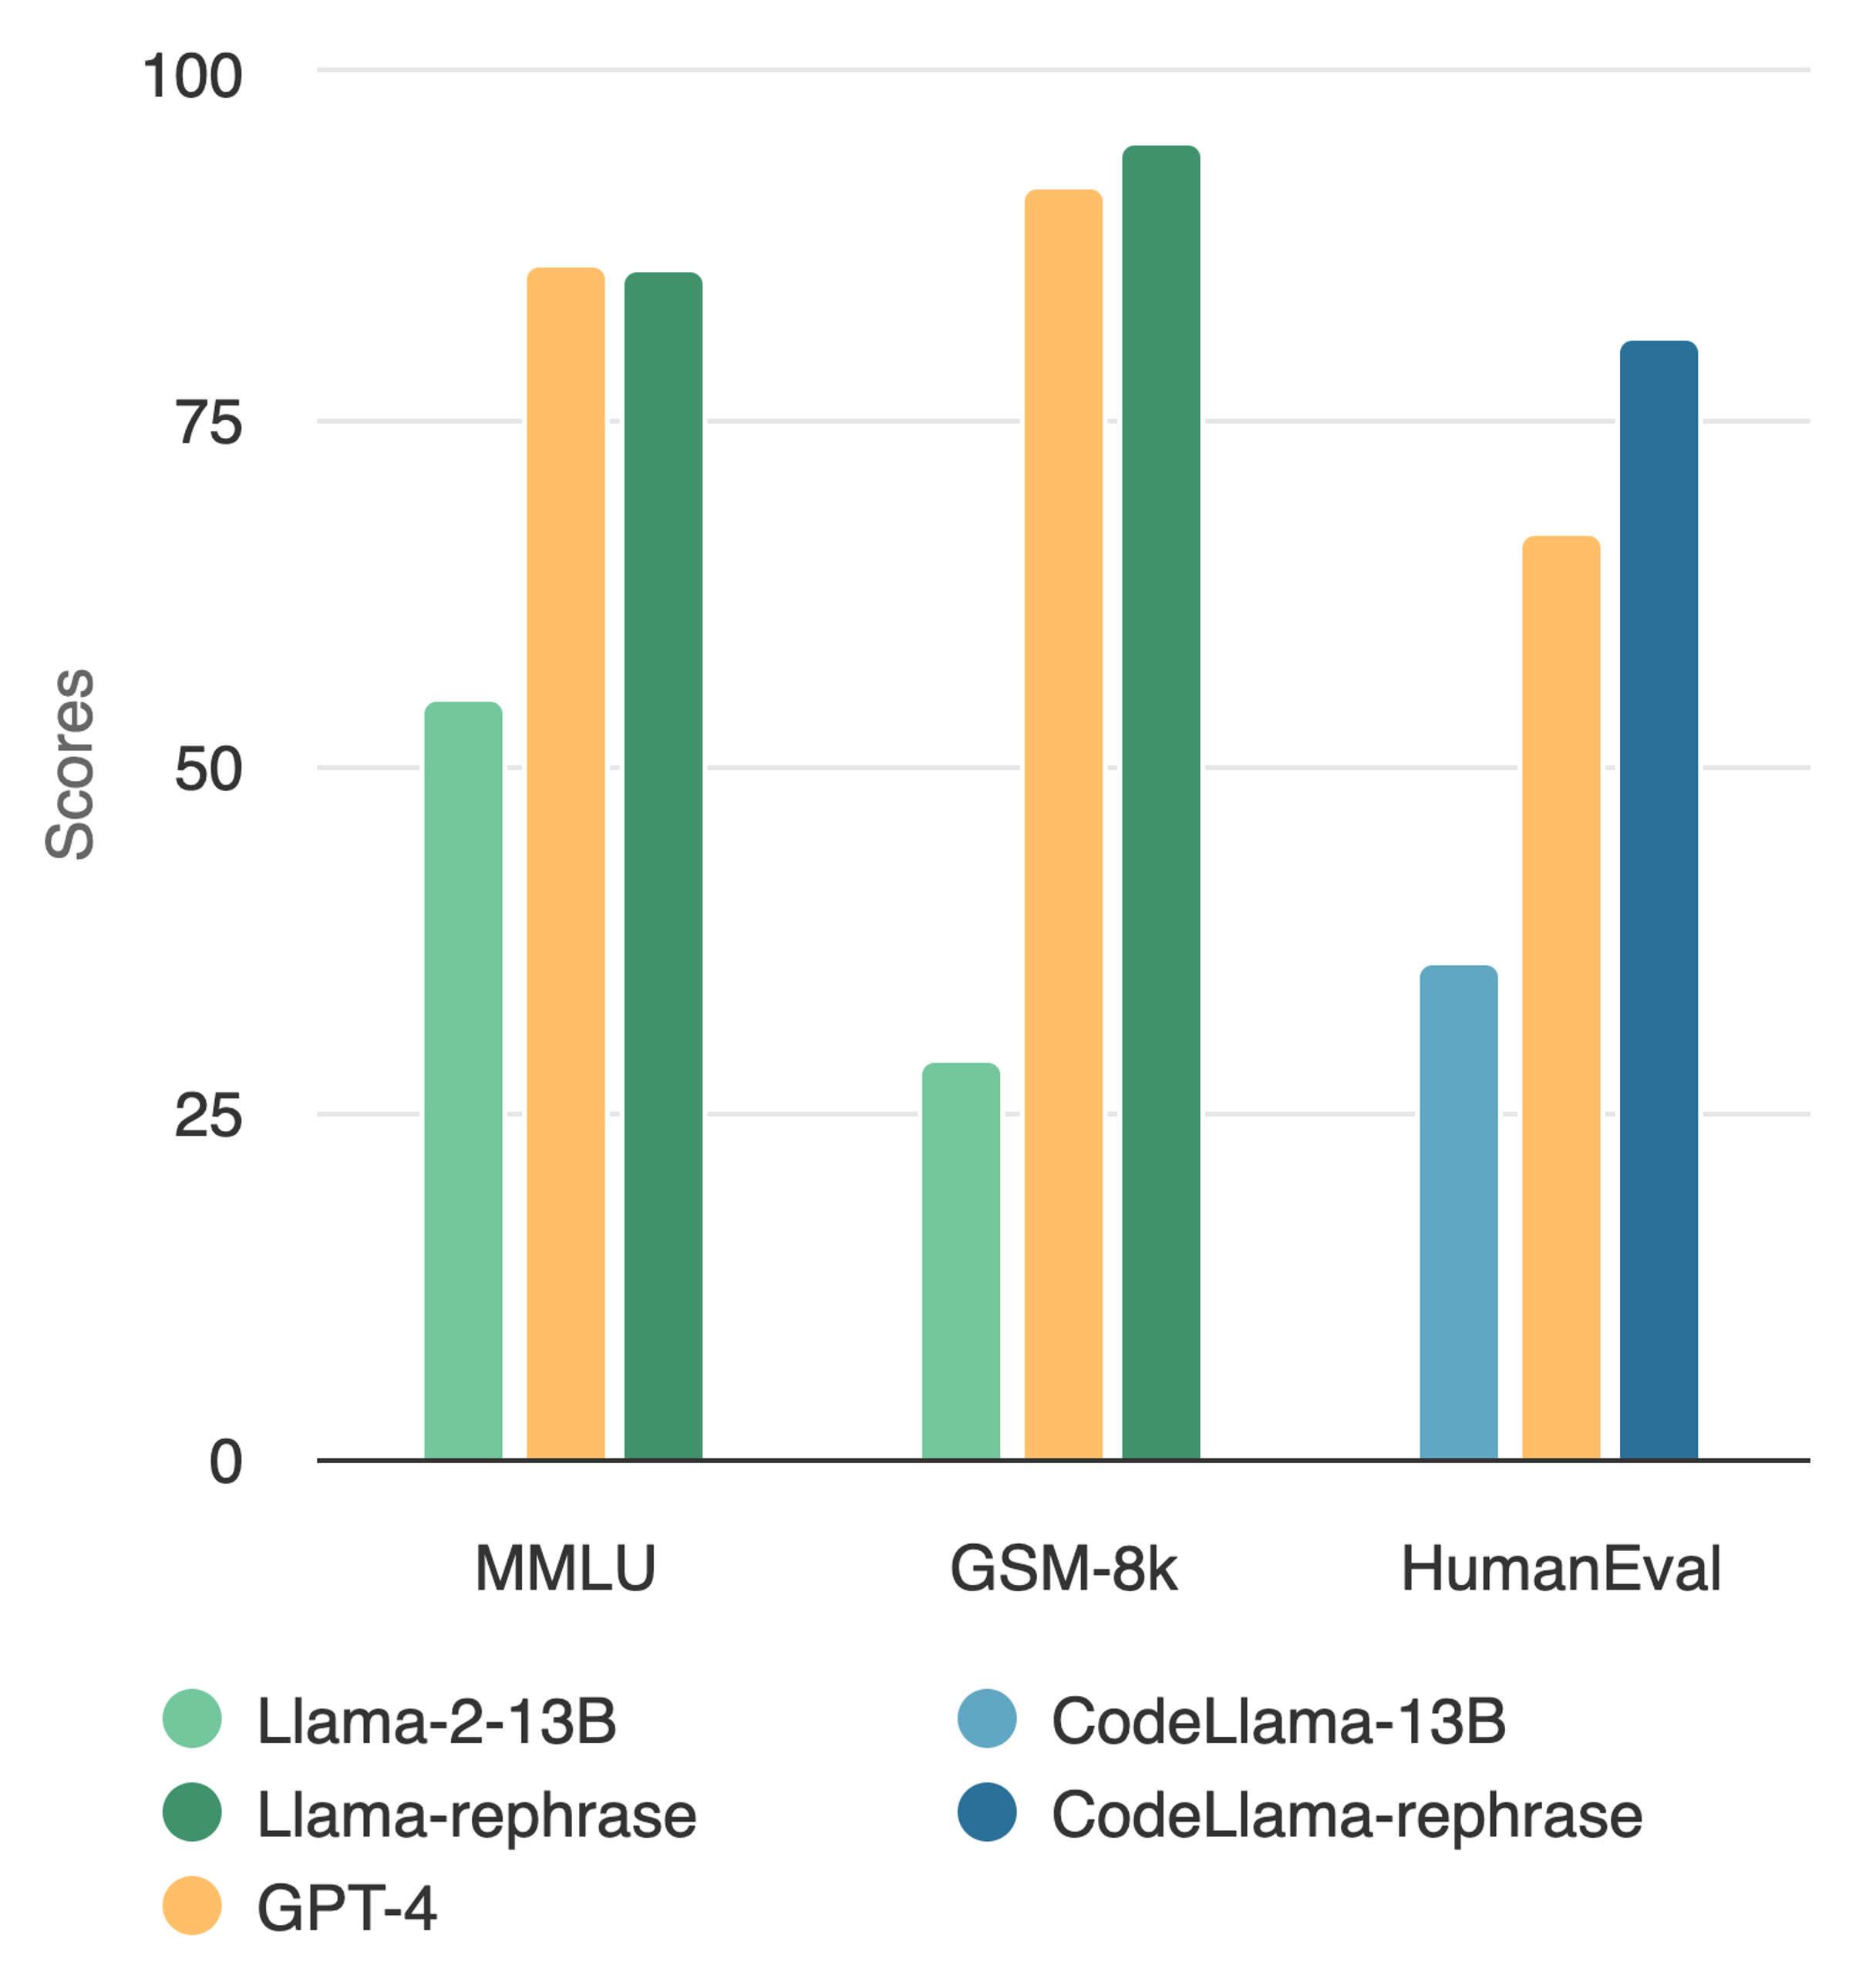 100
75
50
25
0
Scores
MMLU
GSM-8k
HumanEval
Llama-2-13B
CodeLlama-13B
Llama-rephrase
CodeLlama-rephrase
GPT-4